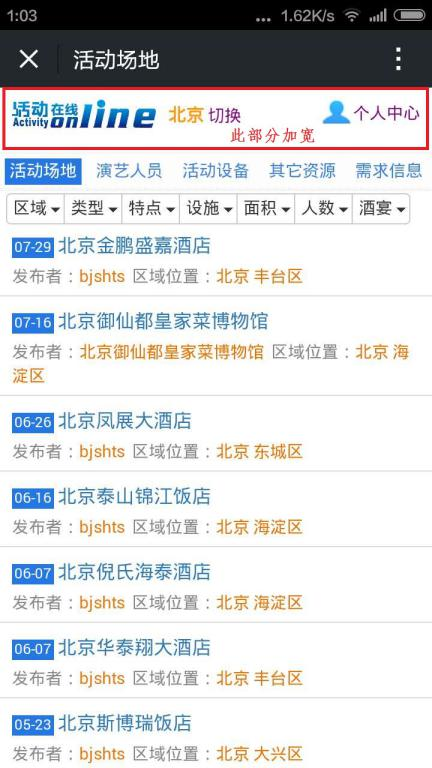 1:03 ... 1.62K/s
活动场地
活动在线 Activity online 北京 切换 个人中心
此部分加宽
活动场地 演艺人员 活动设备 其它资源 需求信息
区域 类型 特点 设施 面积 人数 酒宴
07-29 北京金鹏盛嘉酒店
发布者：bjshts 区域位置：北京 丰台区
07-16 北京御仙都皇家菜博物馆
发布者：北京御仙都皇家菜博物馆 区域位置：北京 海
淀区
06-26 北京凤展大酒店
发布者：bjshts 区域位置：北京 东城区
06-16 北京泰山锦江饭店
发布者：bjshts 区域位置：北京 海淀区
06-07 北京倪氏海泰酒店
发布者：bjshts 区域位置：北京 海淀区
06-07 北京华泰翔大酒店
发布者：bjshts 区域位置：北京 丰台区
05-23 北京斯博瑞饭店
发布者：bjshts 区域位置：北京 大兴区